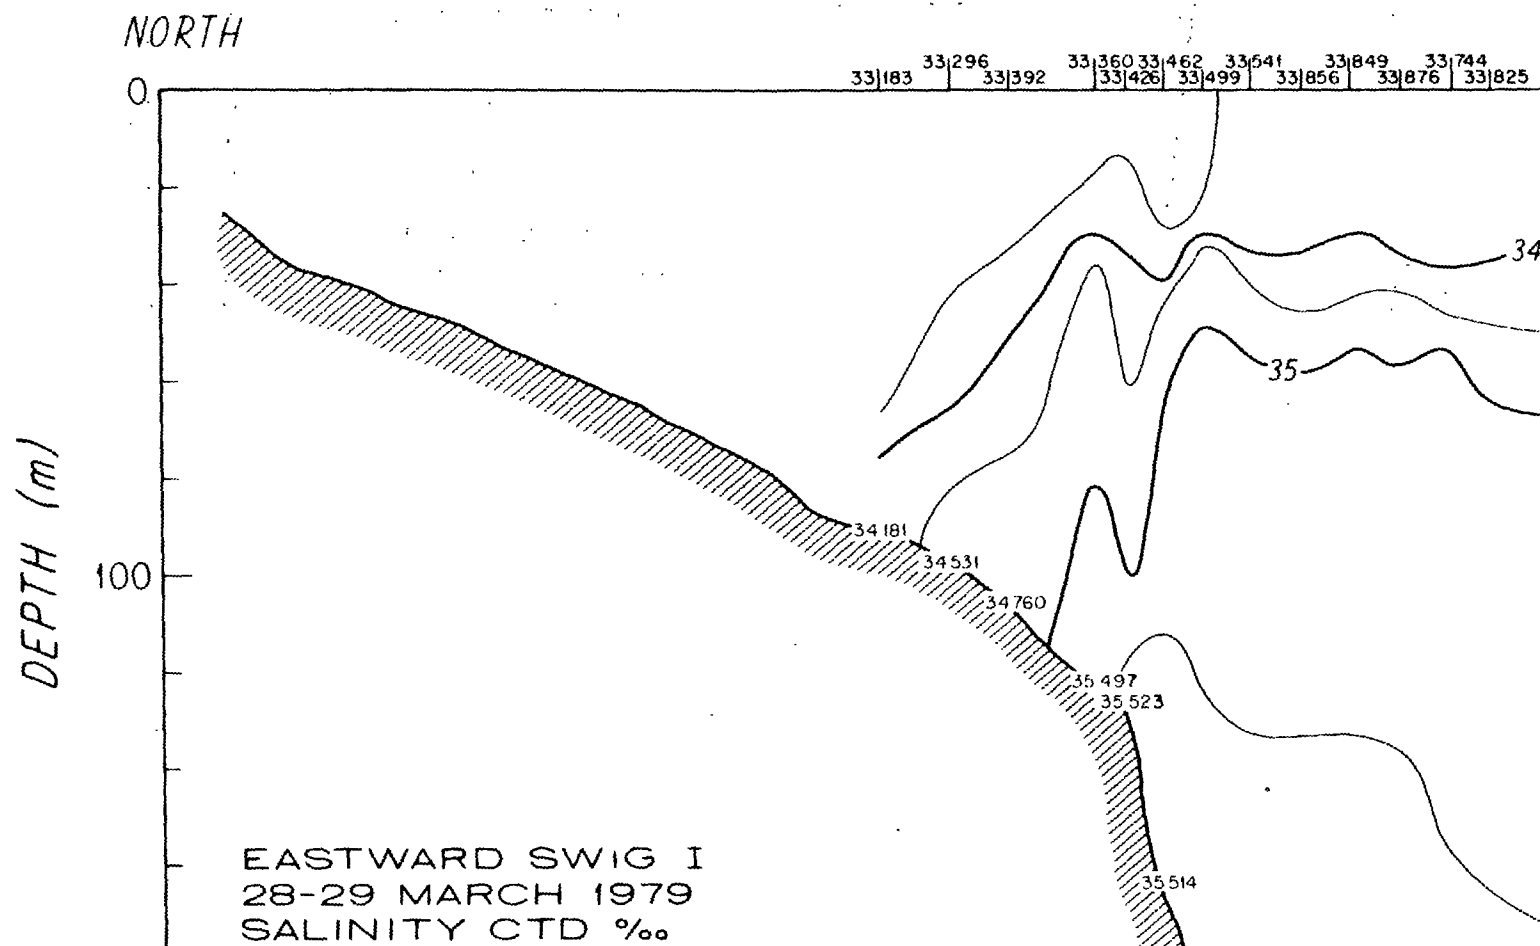 NORTH
33 296 33 360 33 462 33 541 33 849 33 744
33 183 33 392 33 426 33 499 33 856 33 876 33 825
0
34
35
DEPTH (m)
34 181
34 531
100
34 760
35 497
35 523
EASTWARD SWIG I
35 514
28-29 MARCH 1979
SALINITY CTD ‰